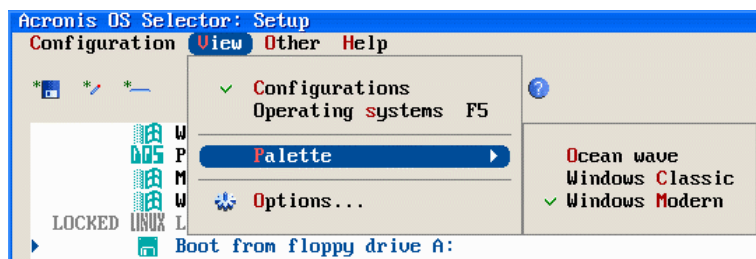 Acronis OS Selector: Setup
Configuration View Other Help
Configurations
Operating systems F5
W
DOS P
Palette
Ocean wave
M
Windows Classic
W
Options...
Windows Modern
LOCKED LINUX L
Boot from floppy drive A: